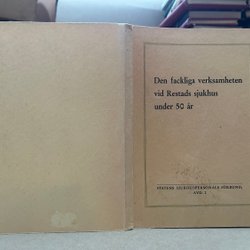 Den fackliga verksamheten
vid Restads sjukhus
under 50 år
STATENS SJUKHUSPERSONALS FÖRBUND,
AVD. 1